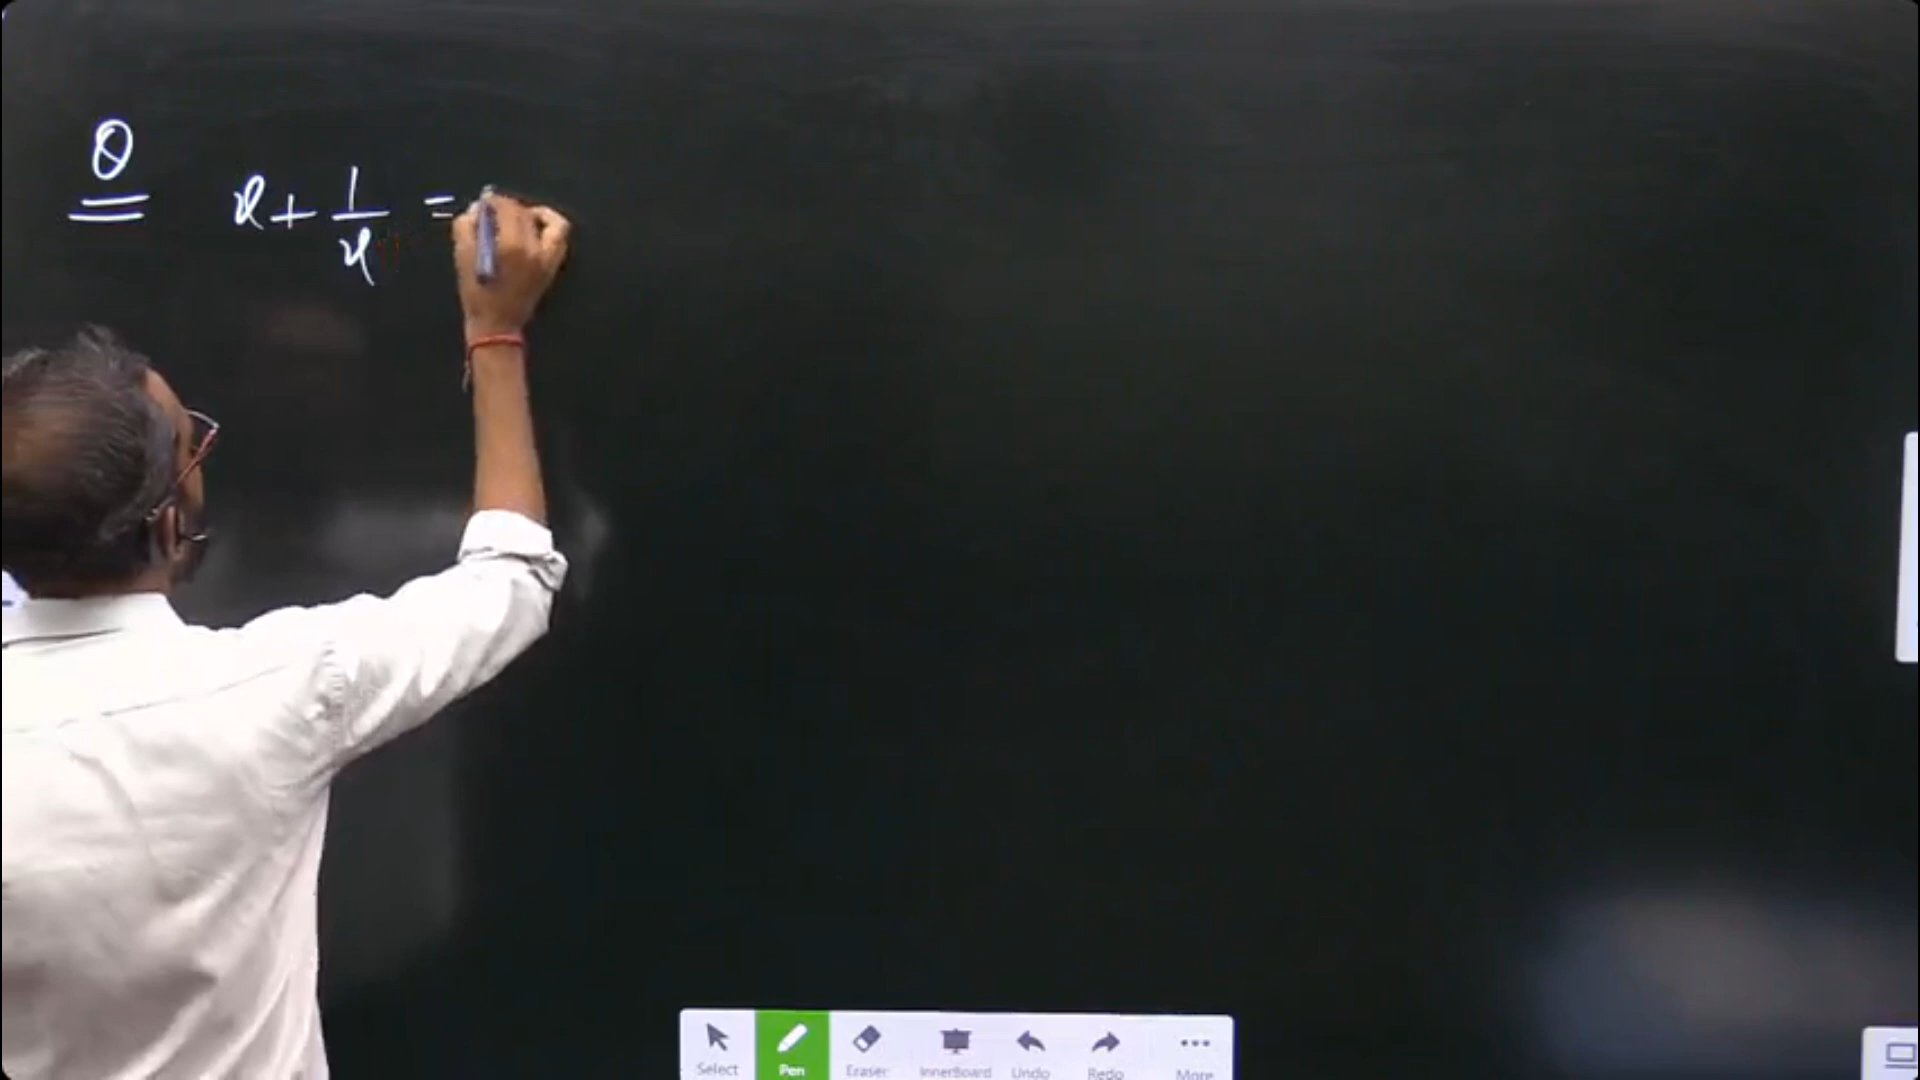 Q x + 1/x =
Select Pen Eraser InnerBoard Undo Redo More